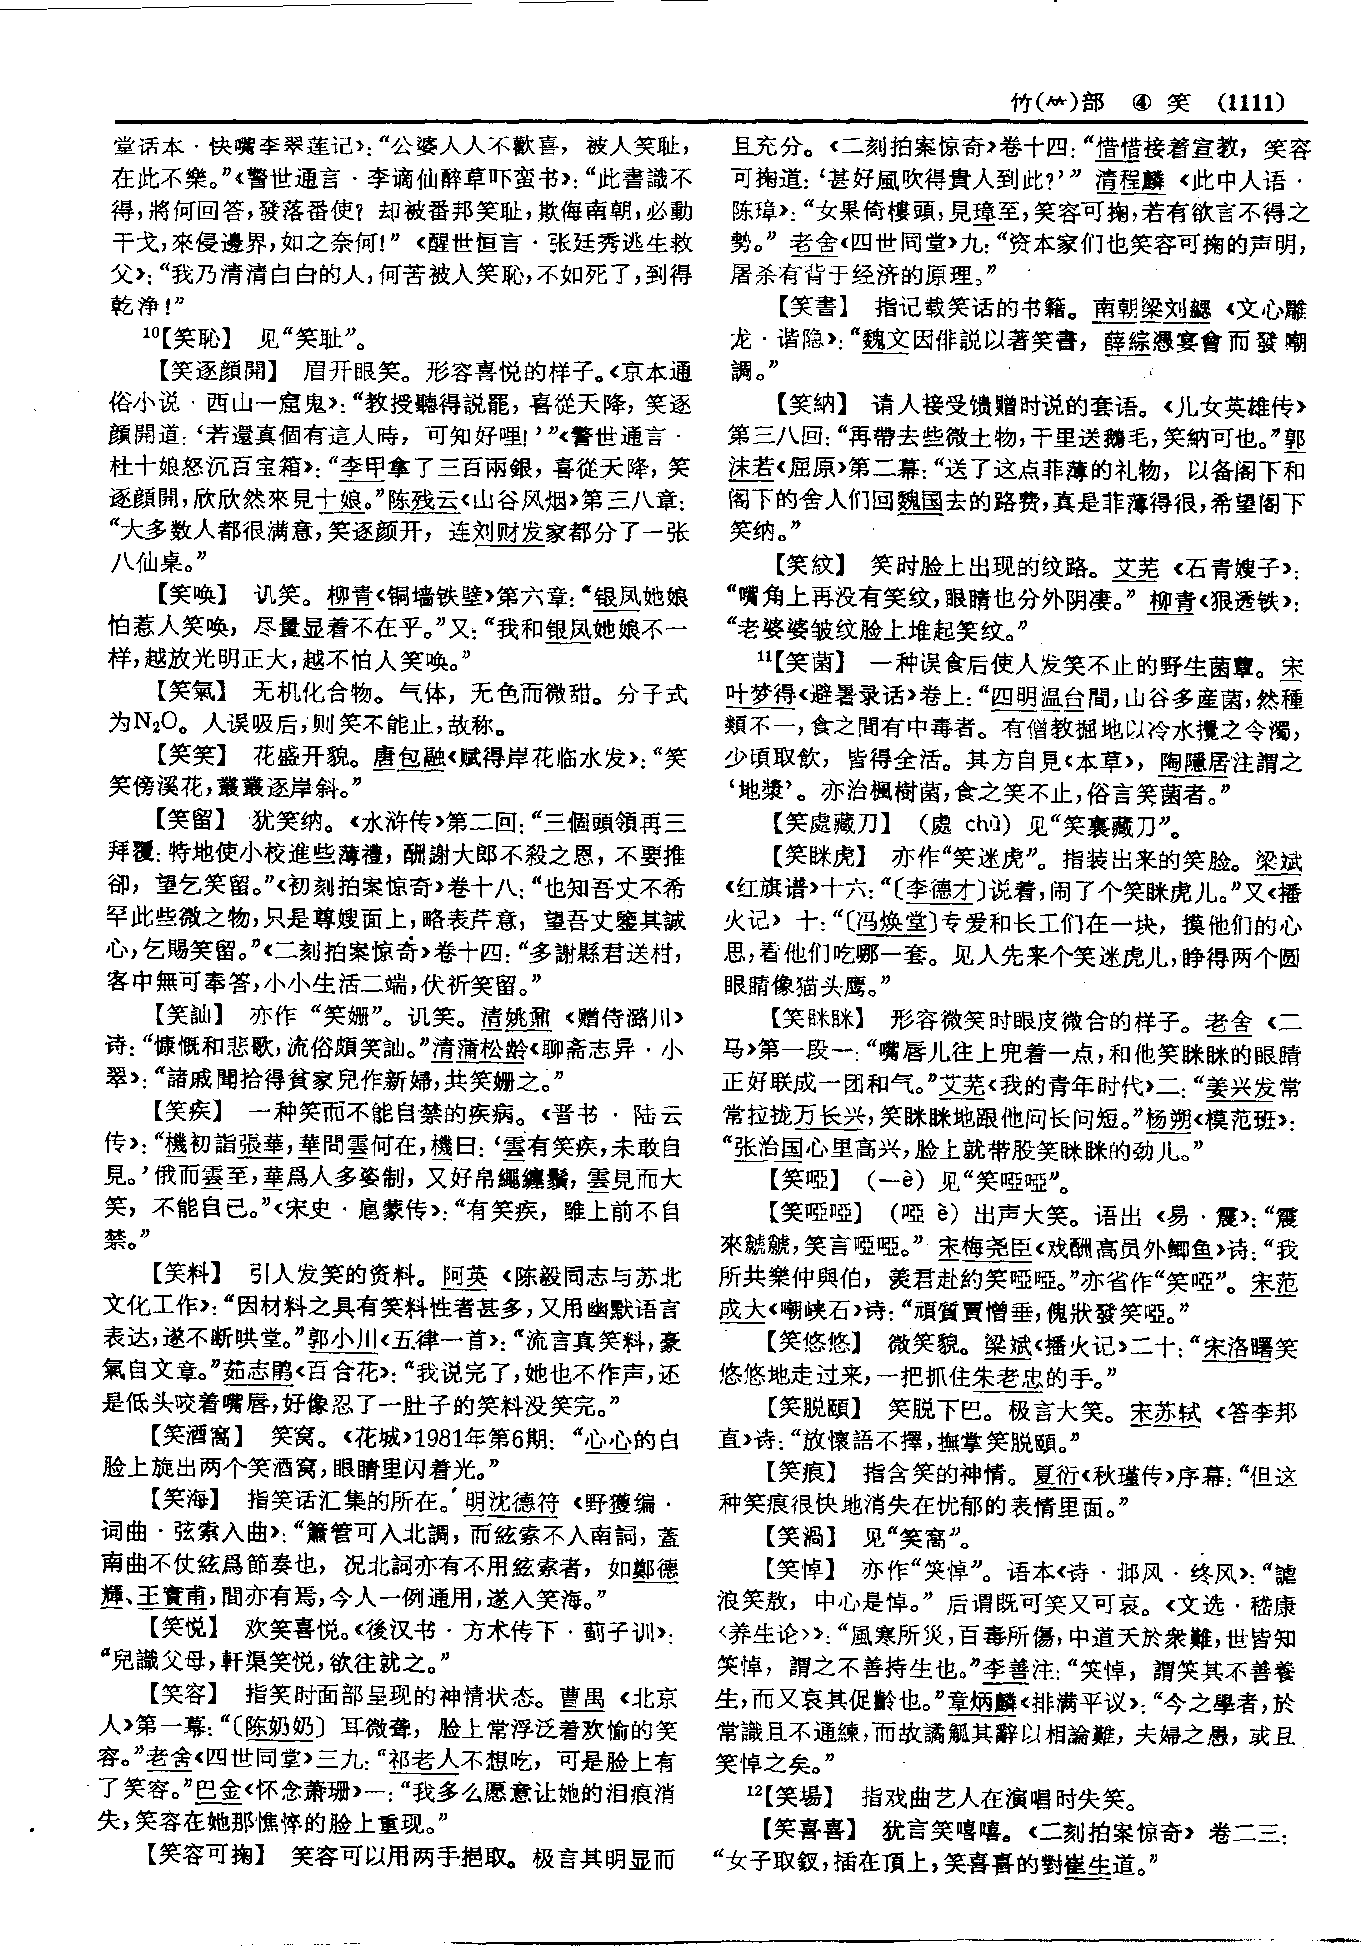 竹(⺮)部 ④ 笑 (1111)
堂话本·快嘴李翠莲记》：“公婆人人不歡喜，被人笑耻，
在此不樂。”《警世通言·李谪仙醉草吓蛮书》：“此書識不
得，將何回答，發落番使？却被番邦笑耻，欺侮南朝，必動
干戈，來侵邊界，如之奈何！”《醒世恒言·张廷秀逃生救
父》：“我乃清清白白的人，何苦被人笑恥，不如死了，到得
乾净！”
¹⁰【笑恥】 见“笑耻”。
【笑逐顔開】 眉开眼笑。形容喜悦的样子。《京本通
俗小说·西山一窟鬼》：“教授聽得説罷，喜從天降，笑逐
顔開道：‘若還真個有這人時，可知好哩！’”《警世通言·
杜十娘怒沉百宝箱》：“李甲拿了三百兩銀，喜從天降，笑
逐顔開，欣欣然來見十娘。”陈残云《山谷风烟》第三八章：
“大多数人都很满意，笑逐颜开，连刘财发家都分了一张
八仙桌。”
【笑唤】 讥笑。柳青《铜墙铁壁》第六章：“银凤她娘
怕惹人笑唤，尽量显着不在乎。”又：“我和银凤她娘不一
样，越放光明正大，越不怕人笑唤。”
【笑氣】 无机化合物。气体，无色而微甜。分子式
为N₂O。人误吸后，则笑不能止，故称。
【笑笑】 花盛开貌。唐包融《赋得岸花临水发》：“笑
笑傍溪花，叢叢逐岸斜。”
【笑留】 犹笑纳。《水浒传》第二回：“三個頭領再三
拜覆：特地使小校進些薄禮，酬謝大郎不殺之恩，不要推
卻，望乞笑留。”《初刻拍案惊奇》卷十八：“也知吾丈不希
罕此些微之物，只是尊嫂面上，略表芹意，望吾丈鑒其誠
心，乞賜笑留。”《二刻拍案惊奇》卷十四：“多謝縣君送柑，
客中無可奉答，小小生活二端，伏祈笑留。”
【笑訕】 亦作“笑姗”。讥笑。清姚鼐《赠侍潞川》
诗：“慷慨和悲歌，流俗頗笑訕。”清蒲松龄《聊斋志异·小
翠》：“諸戚聞拾得貧家兒作新婦，共笑姗之。”
【笑疾】 一种笑而不能自禁的疾病。《晋书·陆云
传》：“機初詣張華，華問雲何在，機曰：‘雲有笑疾，未敢自
見。’俄而雲至，華爲人多姿制，又好帛繩纏鬚，雲見而大
笑，不能自己。”《宋史·扈蒙传》：“有笑疾，雖上前不自
禁。”
【笑料】 引人发笑的资料。阿英《陈毅同志与苏北
文化工作》：“因材料之具有笑料性者甚多，又用幽默语言
表达，遂不断哄堂。”郭小川《五律一首》：“流言真笑料，豪
氣自文章。”茹志鹃《百合花》：“我说完了，她也不作声，还
是低头咬着嘴唇，好像忍了一肚子的笑料没笑完。”
【笑酒窩】 笑窝。《花城》1981年第6期：“心心的白
脸上旋出两个笑酒窝，眼睛里闪着光。”
【笑海】 指笑话汇集的所在。明沈德符《野獲编·
词曲·弦索入曲》：“簫管可入北調，而絃索不入南詞，蓋
南曲不仗絃爲節奏也，况北詞亦有不用絃索者，如鄭德
輝、王實甫，間亦有焉，今人一例通用，遂入笑海。”
【笑悦】 欢笑喜悦。《後汉书·方术传下·蓟子训》：
“兒識父母，軒渠笑悦，欲往就之。”
【笑容】 指笑时面部呈现的神情状态。曹禺《北京
人》第一幕：“〔陈奶奶〕耳微聋，脸上常浮泛着欢愉的笑
容。”老舍《四世同堂》三九：“祁老人不想吃，可是脸上有
了笑容。”巴金《怀念萧珊》一：“我多么愿意让她的泪痕消
失，笑容在她那憔悴的脸上重现。”
【笑容可掬】 笑容可以用两手挹取。极言其明显而
且充分。《二刻拍案惊奇》卷十四：“惜惜接着宣教，笑容
可掬道：‘甚好風吹得貴人到此？’”清程麟《此中人语·
陈璋》：“女果倚樓頭，見璋至，笑容可掬，若有欲言不得之
勢。”老舍《四世同堂》九：“资本家们也笑容可掬的声明，
屠杀有背于经济的原理。”
【笑書】 指记载笑话的书籍。南朝梁刘勰《文心雕
龙·谐隐》：“魏文因俳説以著笑書，薛綜憑宴會而發嘲
調。”
【笑納】 请人接受馈赠时说的套语。《儿女英雄传》
第三八回：“再帶去些微土物，千里送鵝毛，笑納可也。”郭
沫若《屈原》第二幕：“送了这点菲薄的礼物，以备阁下和
阁下的舍人们回魏国去的路费，真是菲薄得很，希望阁下
笑纳。”
【笑紋】 笑时脸上出现的纹路。艾芜《石青嫂子》：
“嘴角上再没有笑纹，眼睛也分外阴凄。”柳青《狠透铁》：
“老婆婆皱纹脸上堆起笑纹。”
¹¹【笑菌】 一种误食后使人发笑不止的野生菌蕈。宋
叶梦得《避暑录话》卷上：“四明温台間，山谷多産菌，然種
類不一，食之間有中毒者。有僧教掘地以冷水攪之令濁，
少頃取飲，皆得全活。其方自見《本草》，陶隱居注謂之
‘地漿’。亦治楓樹菌，食之笑不止，俗言笑菌者。”
【笑處藏刀】（處 chǔ）见“笑裏藏刀”。
【笑眯虎】 亦作“笑迷虎”。指装出来的笑脸。梁斌
《红旗谱》十六：“〔李德才〕说着，闹了个笑眯虎儿。”又《播
火记》十：“〔冯焕堂〕专爱和长工们在一块，摸他们的心
思，看他们吃哪一套。见人先来个笑迷虎儿，睁得两个圆
眼睛像猫头鹰。”
【笑眯眯】 形容微笑时眼皮微合的样子。老舍《二
马》第一段一：“嘴唇儿往上兜着一点，和他笑眯眯的眼睛
正好联成一团和气。”艾芜《我的青年时代》二：“姜兴发常
常拉拢万长兴，笑眯眯地跟他问长问短。”杨朔《模范班》：
“张治国心里高兴，脸上就带股笑眯眯的劲儿。”
【笑啞】（一è）见“笑啞啞”。
【笑啞啞】（啞 è）出声大笑。语出《易·震》：“震
來虩虩，笑言啞啞。”宋梅尧臣《戏酬高员外鲫鱼》诗：“我
所共樂仲與伯，羨君赴約笑啞啞。”亦省作“笑啞”。宋范
成大《嘲峡石》诗：“頑質賈憎垂，傀狀發笑啞。”
【笑悠悠】 微笑貌。梁斌《播火记》二十：“宋洛曙笑
悠悠地走过来，一把抓住朱老忠的手。”
【笑脱頤】 笑脱下巴。极言大笑。宋苏轼《答李邦
直》诗：“放懷語不擇，撫掌笑脱頤。”
【笑痕】 指含笑的神情。夏衍《秋瑾传》序幕：“但这
种笑痕很快地消失在忧郁的表情里面。”
【笑渦】 见“笑窩”。
【笑悼】 亦作“笑悼”。语本《诗·邶风·终风》：“謔
浪笑敖，中心是悼。”后谓既可笑又可哀。《文选·嵇康
〈养生论〉》：“風寒所災，百毒所傷，中道夭於衆難，世皆知
笑悼，謂之不善持生也。”李善注：“笑悼，謂笑其不善養
生，而又哀其促齡也。”章炳麟《排满平议》：“今之學者，於
常識且不通練，而故譑觚其辭以相論難，夫婦之愚，或且
笑悼之矣。”
¹²【笑場】 指戏曲艺人在演唱时失笑。
【笑喜喜】 犹言笑嘻嘻。《二刻拍案惊奇》卷二三：
“女子取釵，插在頂上，笑喜喜的對崔生道。”